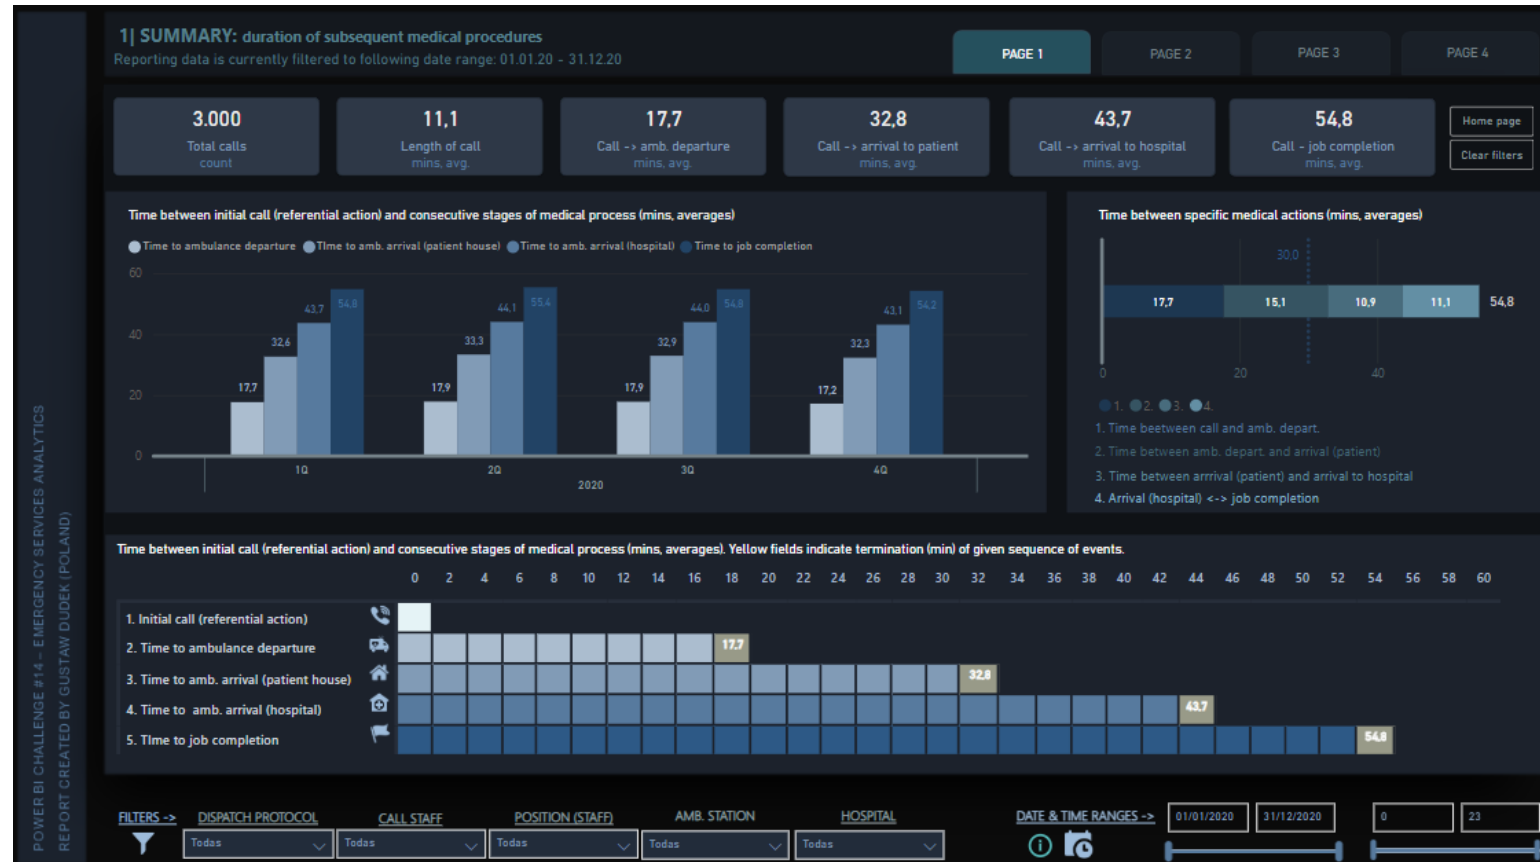 1| SUMMARY: duration of subsequent medical procedures
Reporting data is currently filtered to following date range: 01.01.20 - 31.12.20
PAGE 1
PAGE 2
PAGE 3
PAGE 4
3.000
Total calls
count
11,1
Length of call
mins, avg.
17,7
Call -> amb. departure
mins, avg.
32,8
Call -> arrival to patient
mins, avg.
43,7
Call -> arrival to hospital
mins, avg.
54,8
Call - job completion
mins, avg.
Home page
Clear filters
Time between initial call (referential action) and consecutive stages of medical process (mins, averages)
Time to ambulance departure TIme to amb. arrival (patient house) Time to amb. arrival (hospital) Time to job completion
60
40
20
0
17,7 32,6 43,7 54,8
17,9 33,3 44,1 55,4
17,9 32,9 44,0 54,8
17,2 32,3 43,1 54,2
1Q 2Q 3Q 4Q
2020
Time between specific medical actions (mins, averages)
30,0
17,7 15,1 10,9 11,1 54,8
0 20 40
1. 2. 3. 4.
1. Time beetween call and amb. depart.
2. Time between amb. depart. and arrival (patient)
3. Time between arrrival (patient) and arrival to hospital
4. Arrival (hospital) <-> job completion
Time between initial call (referential action) and consecutive stages of medical process (mins, averages). Yellow fields indicate termination (min) of given sequence of events.
0 2 4 6 8 10 12 14 16 18 20 22 24 26 28 30 32 34 36 38 40 42 44 46 48 50 52 54 56 58 60
1. Initial call (referential action)
2. Time to ambulance departure 17,7
3. Time to amb. arrival (patient house) 32,8
4. Time to amb. arrival (hospital) 43,7
5. TIme to job completion 54,8
POWER BI CHALLENGE #14 – EMERGENCY SERVICES ANALYTICS
REPORT CREATED BY GUSTAW DUDEK (POLAND)
FILTERS ->
DISPATCH PROTOCOL
Todas
CALL STAFF
Todas
POSITION (STAFF)
Todas
AMB. STATION
Todas
HOSPITAL
Todas
DATE & TIME RANGES ->
01/01/2020
31/12/2020
0
23